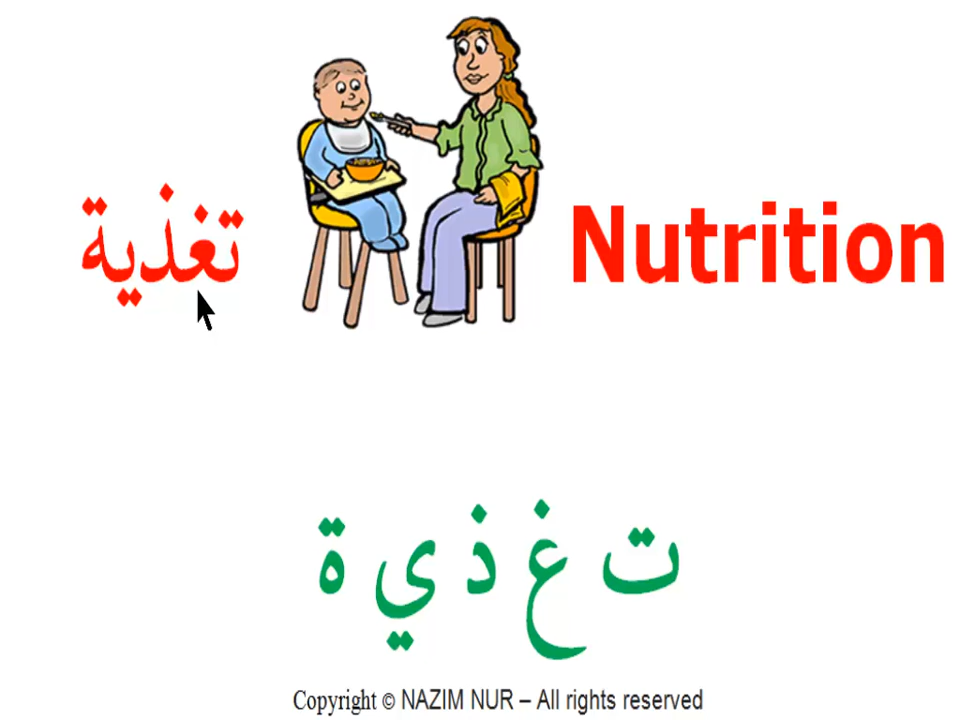 تغذية
Nutrition
ت غ ذ ي ة
Copyright © NAZIM NUR – All rights reserved